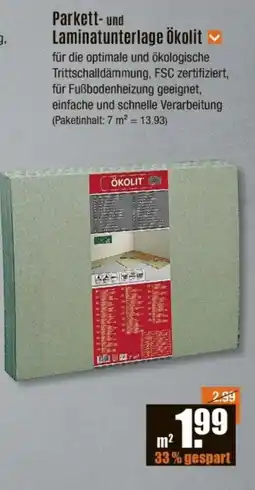 Parkett- und
Laminatunterlage Ökolit
für die optimale und ökologische
Trittschalldämmung, FSC zertifiziert,
für Fußbodenheizung geeignet,
einfache und schnelle Verarbeitung
(Paketinhalt: 7 m² = 13.93)
ÖKOLIT
2.99
m² 1.99
33% gespart